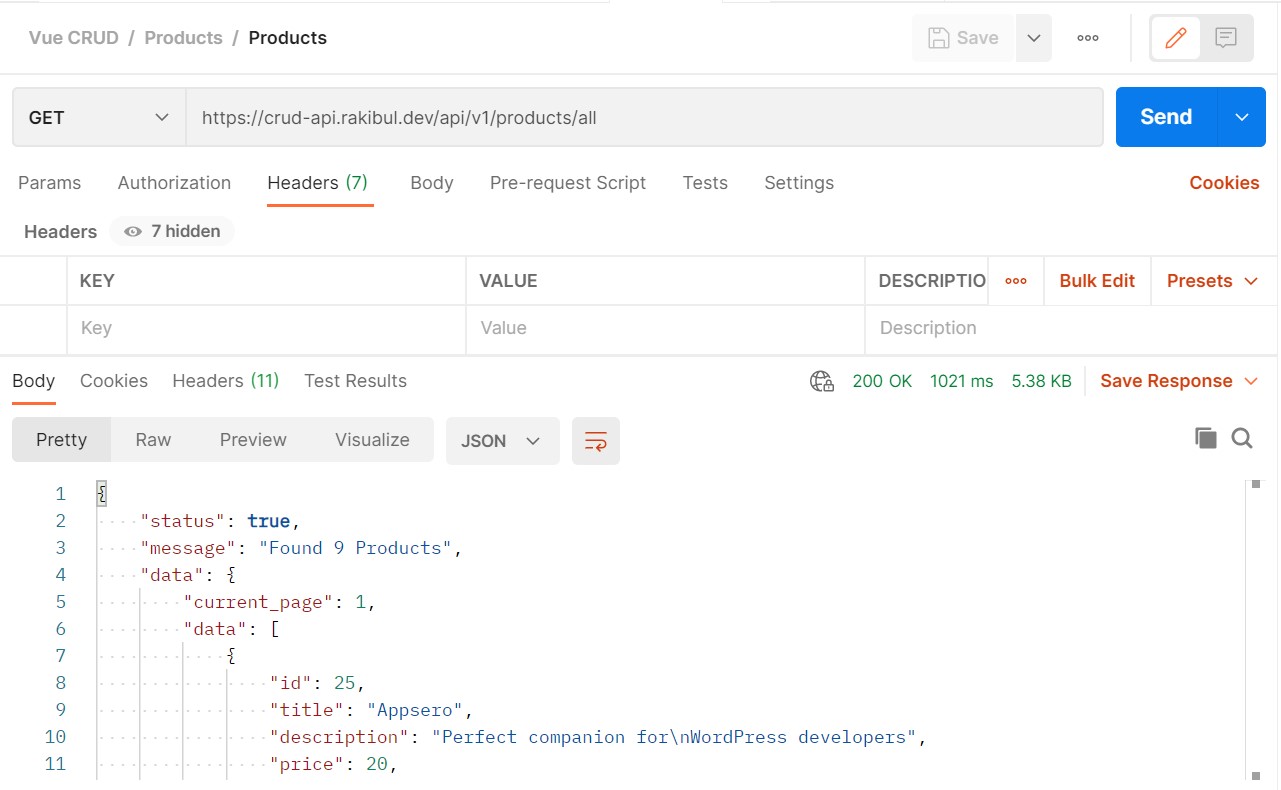 Vue CRUD / Products / Products Save ooo
GET https://crud-api.rakibul.dev/api/v1/products/all Send
Params Authorization Headers (7) Body Pre-request Script Tests Settings Cookies
Headers 7 hidden
KEY VALUE DESCRIPTIO ooo Bulk Edit Presets
Key Value Description
Body Cookies Headers (11) Test Results 200 OK 1021 ms 5.38 KB Save Response
Pretty Raw Preview Visualize JSON
1 {
2 "status": true,
3 "message": "Found 9 Products",
4 "data": {
5 "current_page": 1,
6 "data": [
7 {
8 "id": 25,
9 "title": "Appsero",
10 "description": "Perfect companion for\nWordPress developers",
11 "price": 20,